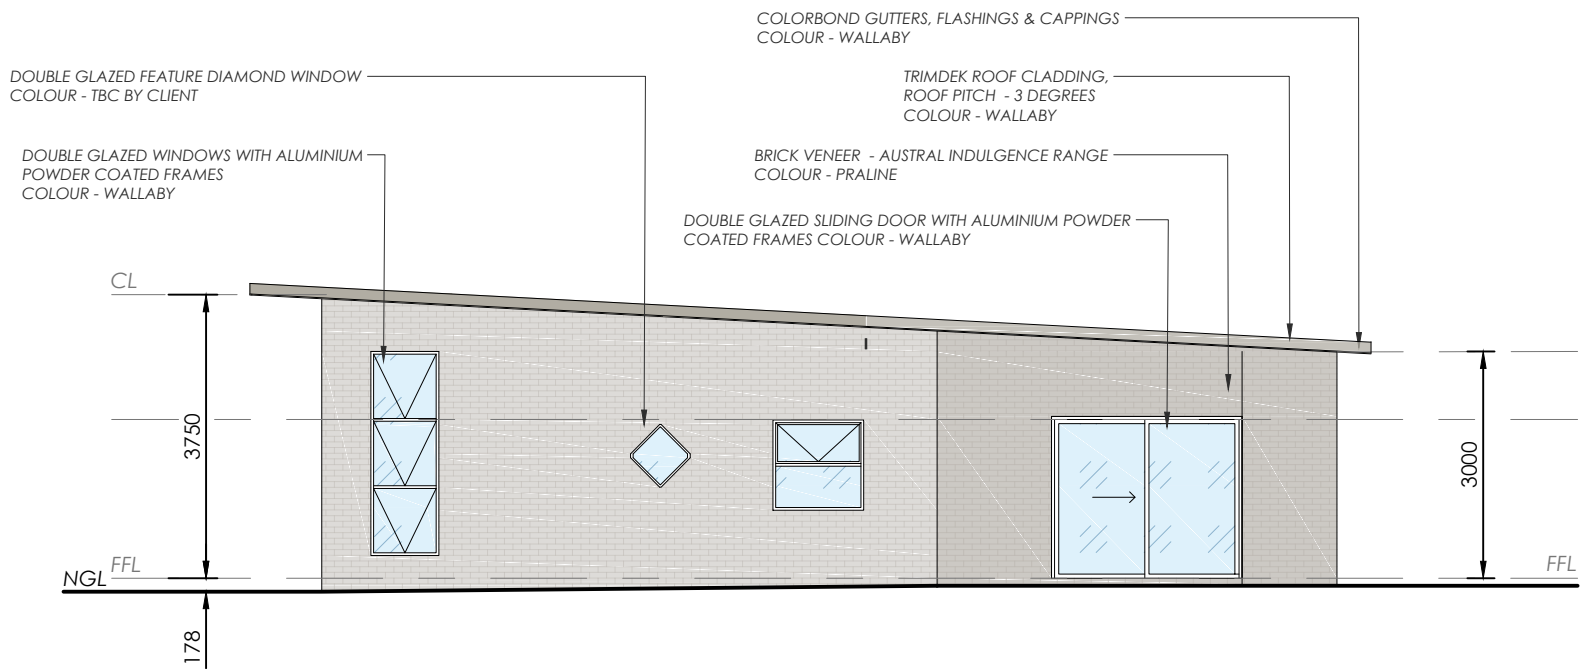 COLORBOND GUTTERS, FLASHINGS & CAPPINGS
COLOUR - WALLABY
DOUBLE GLAZED FEATURE DIAMOND WINDOW
COLOUR - TBC BY CLIENT
TRIMDEK ROOF CLADDING,
ROOF PITCH - 3 DEGREES
COLOUR - WALLABY
DOUBLE GLAZED WINDOWS WITH ALUMINIUM
POWDER COATED FRAMES
COLOUR - WALLABY
BRICK VENEER - AUSTRAL INDULGENCE RANGE
COLOUR - PRALINE
DOUBLE GLAZED SLIDING DOOR WITH ALUMINIUM POWDER
COATED FRAMES COLOUR - WALLABY
CL
3750
3000
FFL
FFL
NGL
178